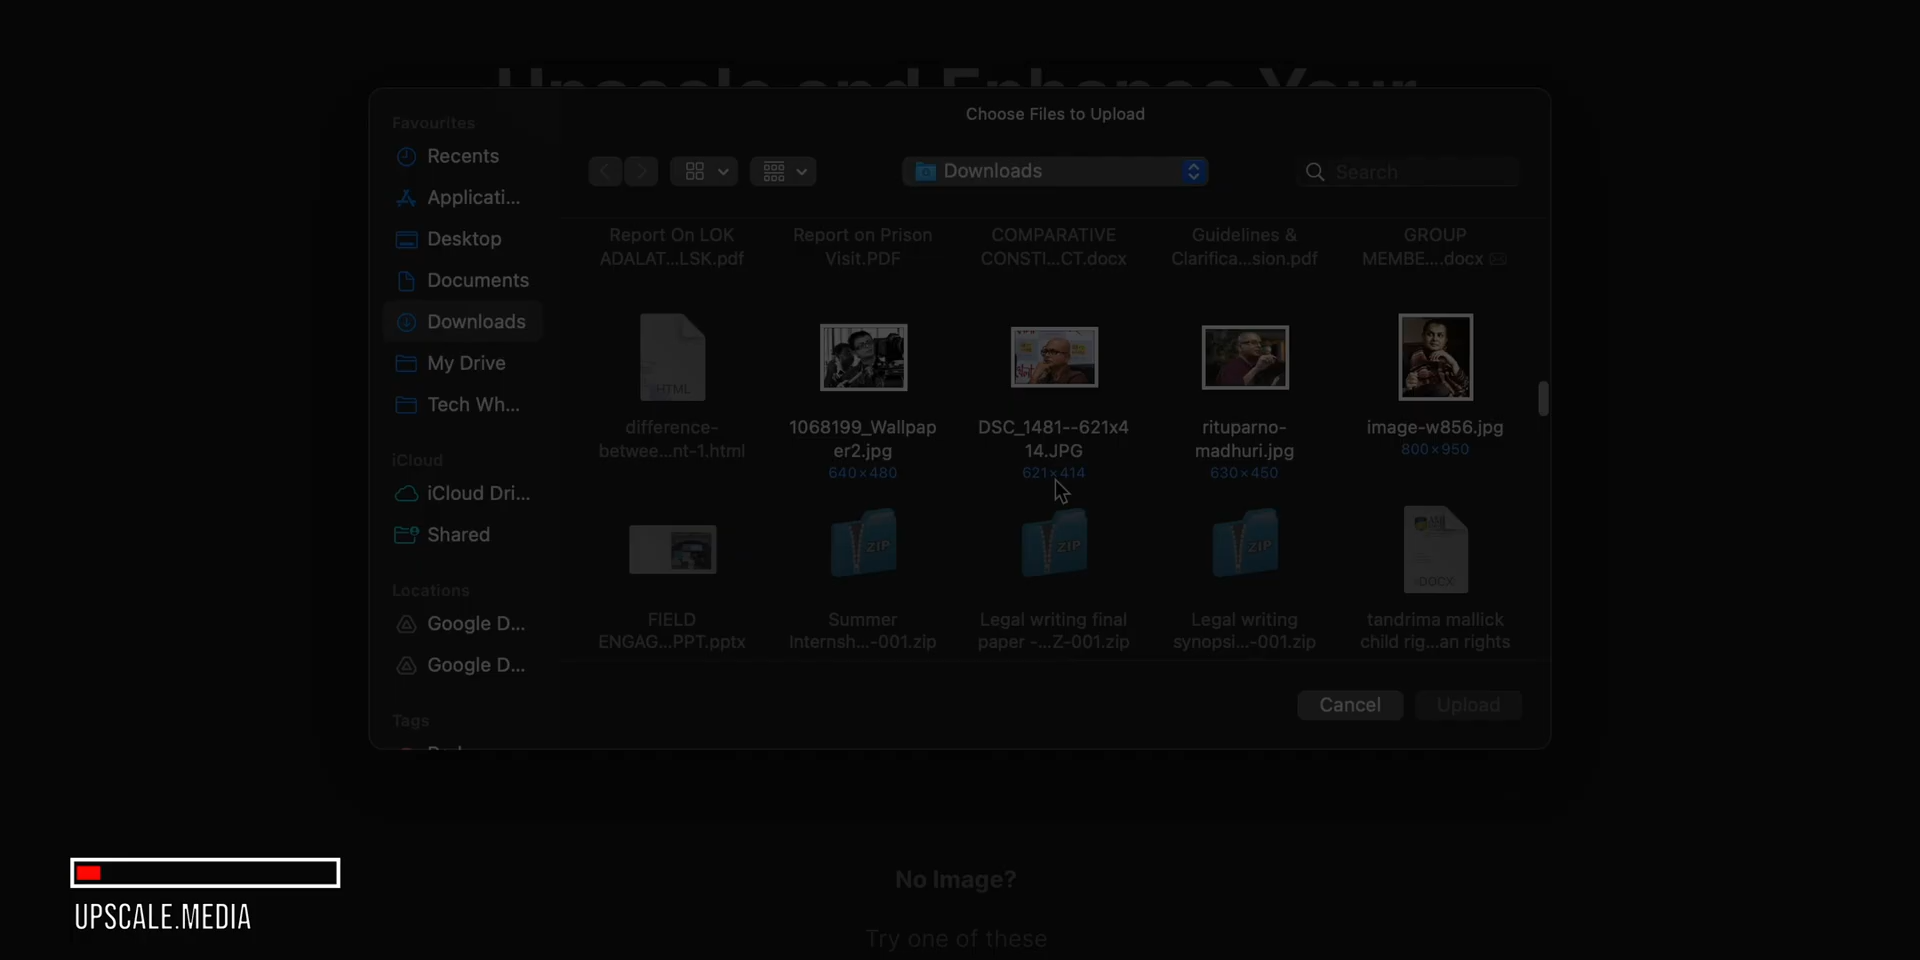 Upscale and Enhance Your
Choose Files to Upload
Favourites
Recents
Applicati...
Desktop
Documents
Downloads
My Drive
Tech Wh...
iCloud
iCloud Dri...
Shared
Locations
Google D...
Google D...
Tags
Downloads
Search
Report On LOK
ADALAT...LSK.pdf
Report on Prison
Visit.PDF
COMPARATIVE
CONSTI...CT.docx
Guidelines &
Clarifica...sion.pdf
GROUP
MEMBE....docx
HTML
difference-
betwee...nt-1.html
1068199_Wallpap
er2.jpg
640×480
DSC_1481--621x4
14.JPG
621×414
rituparno-
madhuri.jpg
630×450
image-w856.jpg
800×950
FIELD
ENGAG...PPT.pptx
ZIP
Summer
Internsh...-001.zip
ZIP
Legal writing final
paper -...Z-001.zip
ZIP
Legal writing
synopsi...-001.zip
DOCX
tandrima mallick
child rig...an rights
Cancel
Upload
No Image?
Try one of these
UPSCALE.MEDIA